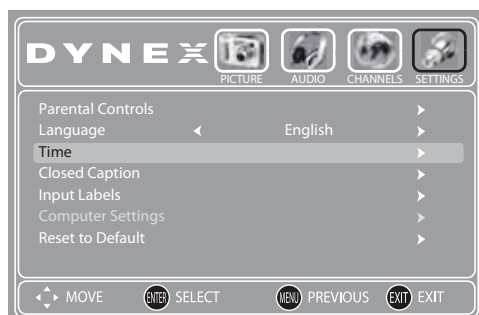 DYNEX
PICTURE AUDIO CHANNELS SETTINGS
Parental Controls
Language English
Time
Closed Caption
Input Labels
Computer Settings
Reset to Default
MOVE ENTER SELECT MENU PREVIOUS EXIT EXIT